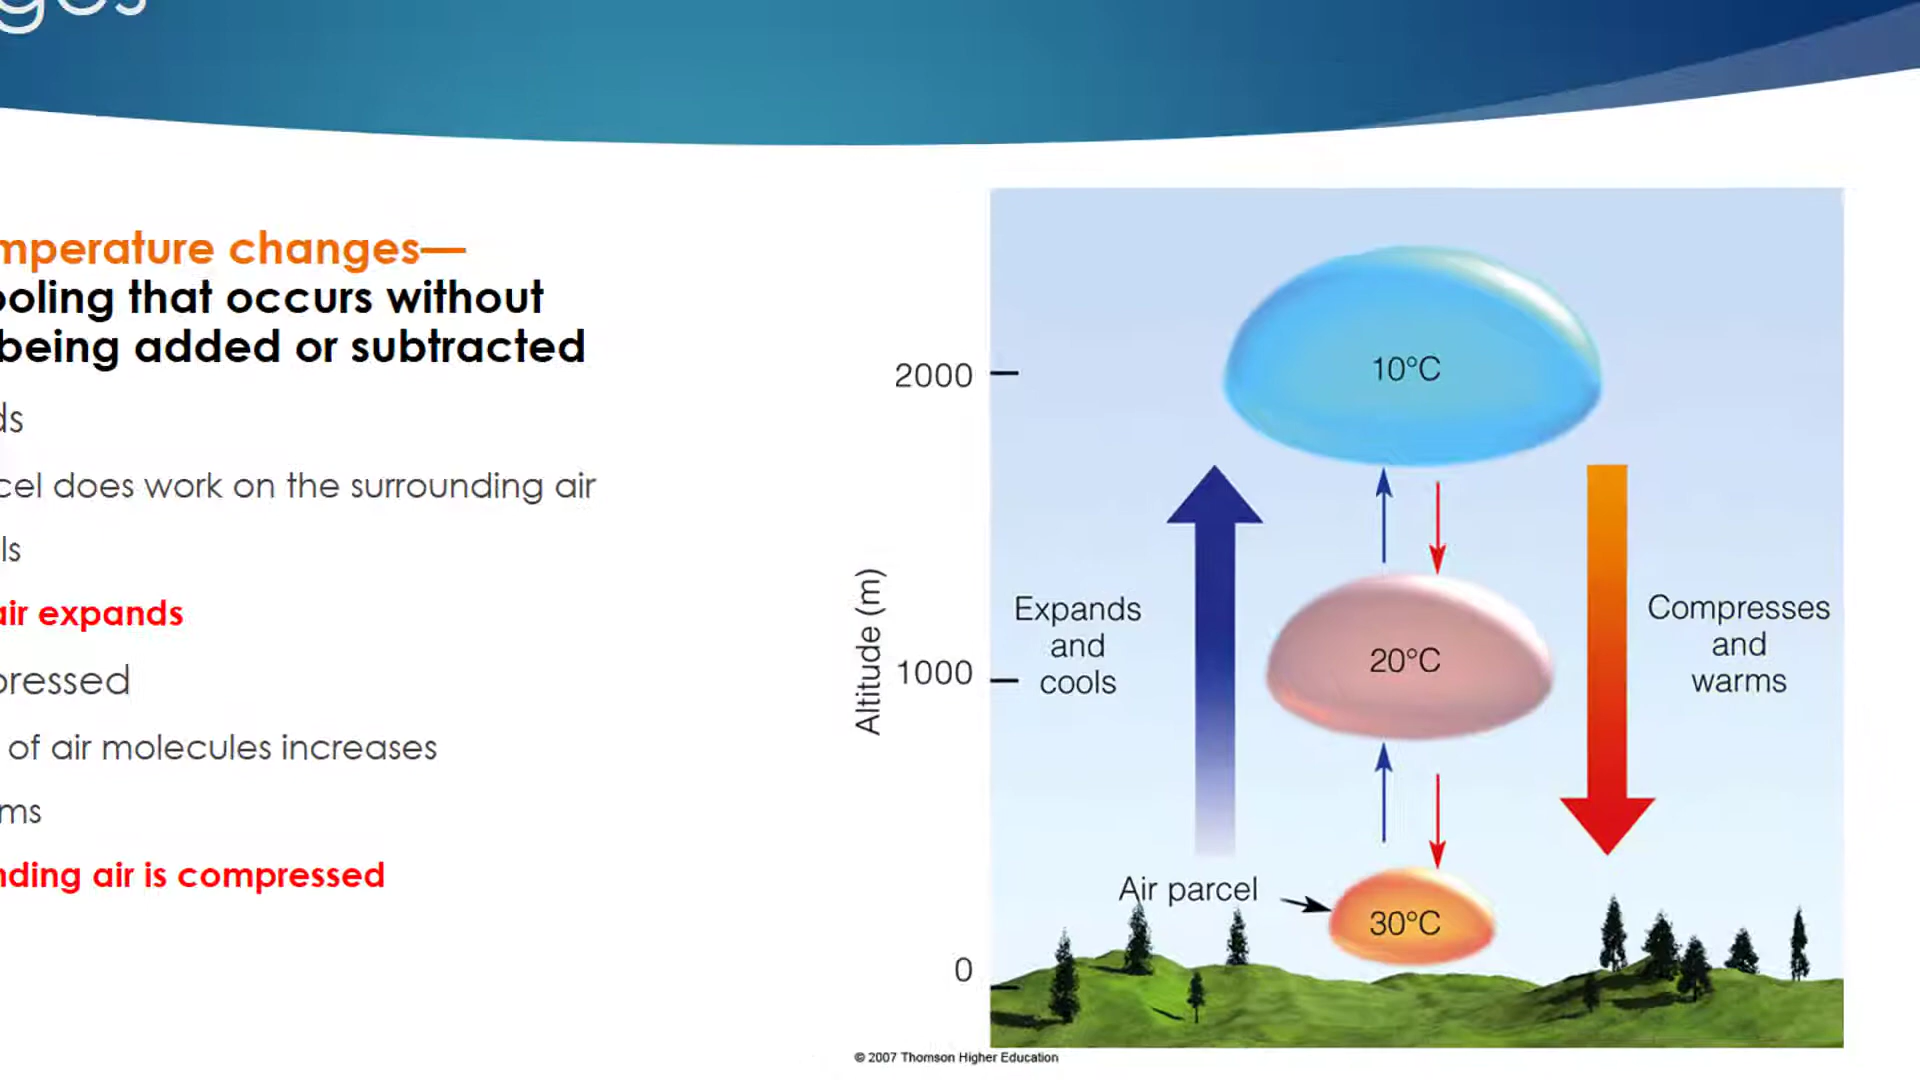 mperature changes—
ooling that occurs without
being added or subtracted
ds
cel does work on the surrounding air
ls
air expands
pressed
of air molecules increases
ms
nding air is compressed
2000
1000
0
Altitude (m)
10°C
20°C
30°C
Expands
and
cools
Compresses
and
warms
Air parcel
© 2007 Thomson Higher Education